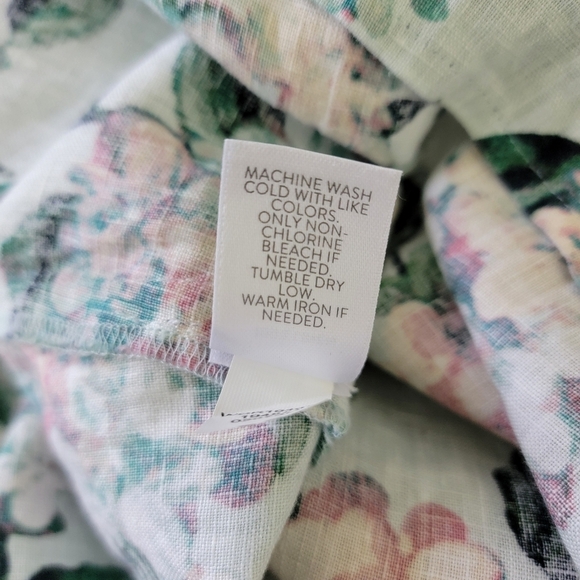 MACHINE WASH
COLD WITH LIKE
COLORS.
ONLY NON-
CHLORINE
BLEACH IF
NEEDED.
TUMBLE DRY
LOW.
WARM IRON IF
NEEDED.